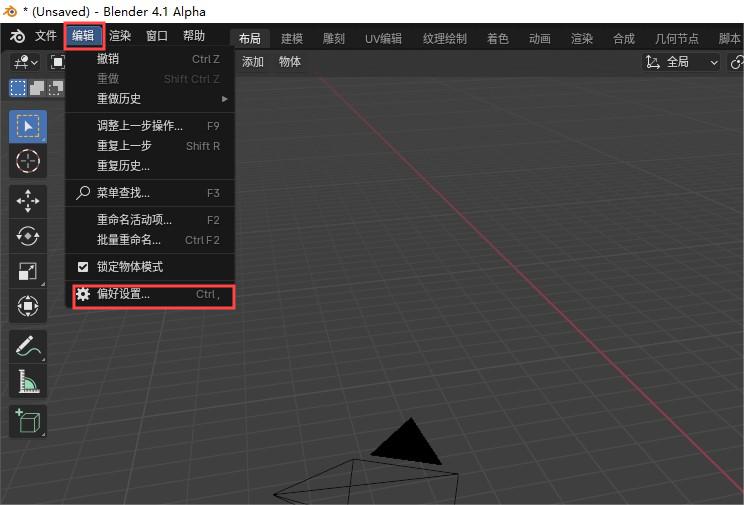 * (Unsaved) - Blender 4.1 Alpha
文件 编辑 渲染 窗口 帮助 布局 建模 雕刻 UV编辑 纹理绘制 着色 动画 渲染 合成 几何节点 脚本
添加 物体 全局
撤销 Ctrl Z
重做 Shift Ctrl Z
重做历史
调整上一步操作... F9
重复上一步 Shift R
重复历史...
菜单查找... F3
重命名活动项... F2
批量重命名... Ctrl F2
锁定物体模式
偏好设置... Ctrl ,